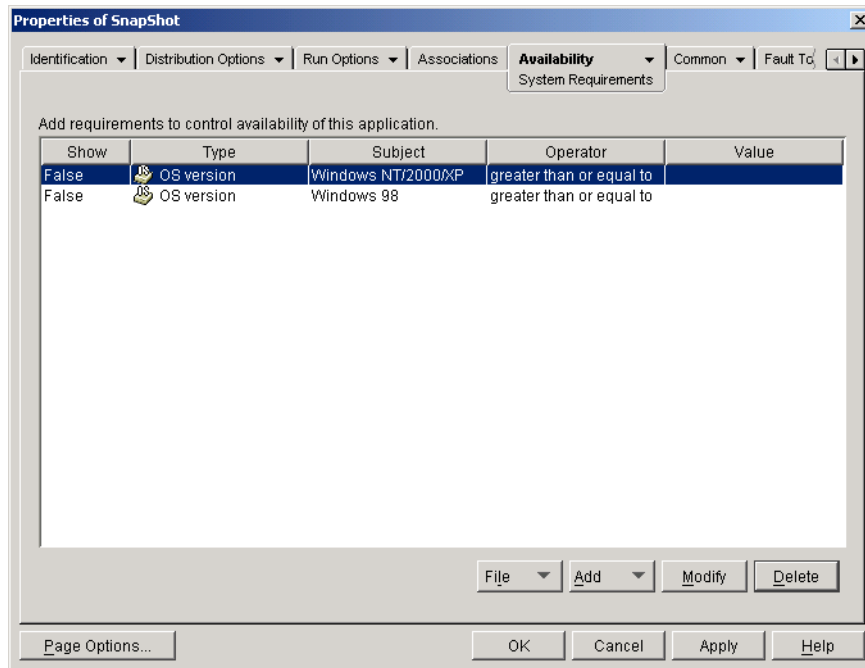 Properties of SnapShot
Identification Distribution Options Run Options Associations Availability Common Fault To
System Requirements
Add requirements to control availability of this application.
Show Type Subject Operator Value
False OS version Windows NT/2000/XP greater than or equal to
False OS version Windows 98 greater than or equal to
File Add Modify Delete
Page Options... OK Cancel Apply Help